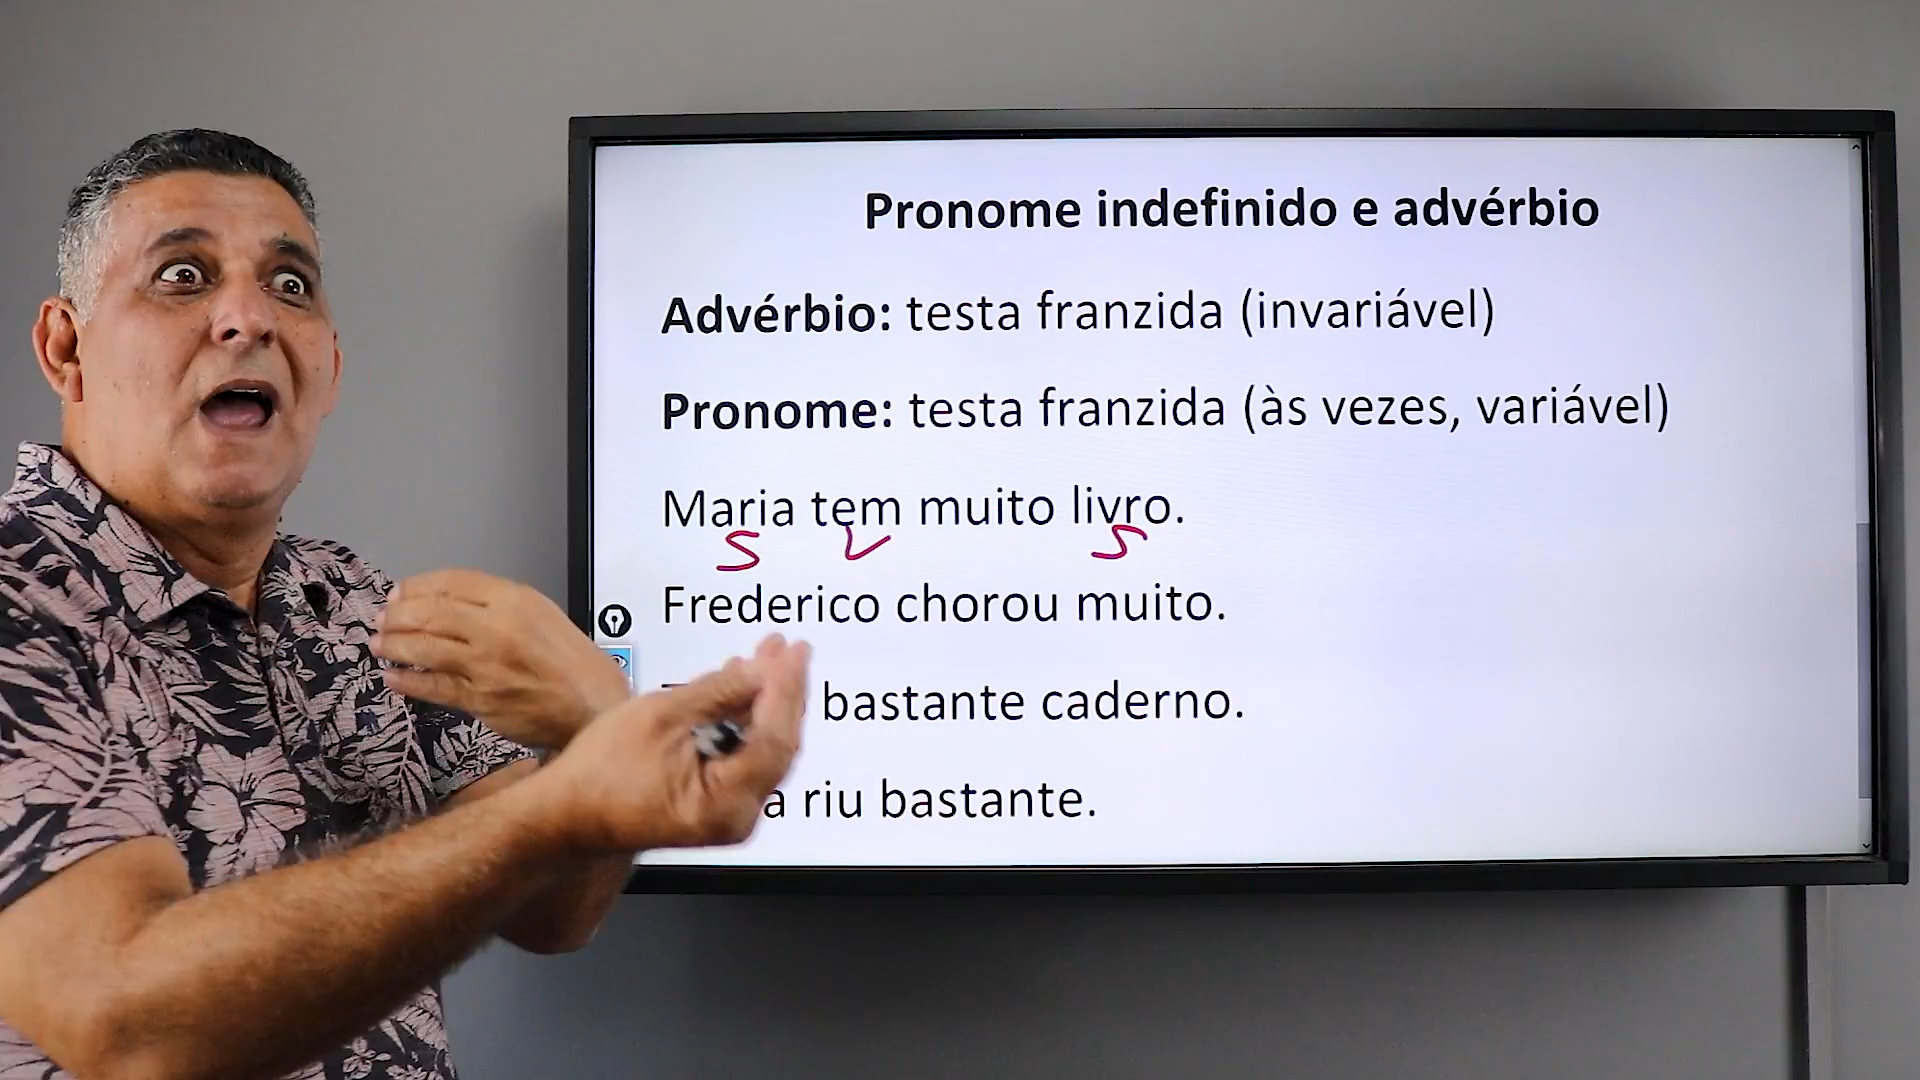 Pronome indefinido e advérbio
Advérbio: testa franzida (invariável)
Pronome: testa franzida (às vezes, variável)
Maria tem muito livro.
S V S
Frederico chorou muito.
bastante caderno.
riu bastante.